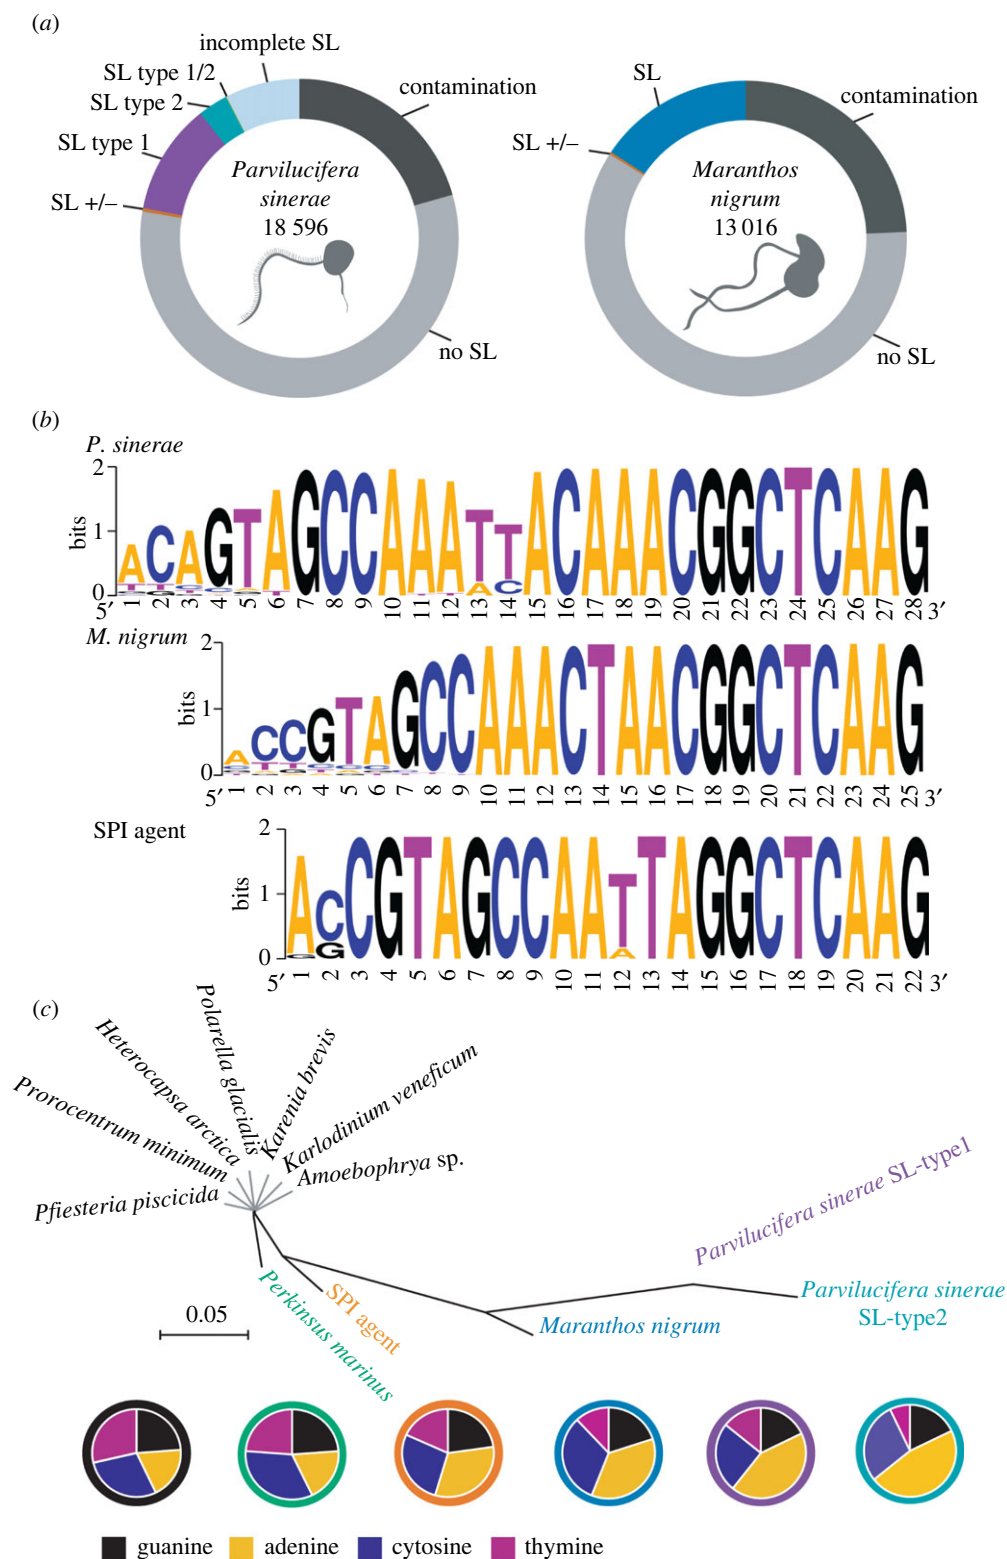 (a)
incomplete SL
SL type 1/2
SL type 2
SL type 1
SL +/–
contamination
Parvilucifera
sinerae
18 596
no SL
SL
SL +/–
contamination
Maranthos
nigrum
13 016
no SL
(b)
P. sinerae
2
1
0
bits
ACAGTAGCCAAATTACAAACGGCTCAAG
5′ 1 2 3 4 5 6 7 8 9 10 11 12 13 14 15 16 17 18 19 20 21 22 23 24 25 26 27 28 3′
M. nigrum
2
1
0
bits
ACCGTAGCCAAACTAACGGCTCAAG
5′ 1 2 3 4 5 6 7 8 9 10 11 12 13 14 15 16 17 18 19 20 21 22 23 24 25 3′
SPI agent
2
1
0
bits
ACCGTAGCCAATTAGGCTCAAG
5′ 1 2 3 4 5 6 7 8 9 10 11 12 13 14 15 16 17 18 19 20 21 22 3′
(c)
Pfiesteria piscicida
Prorocentrum minimum
Heterocapsa arctica
Polarella glacialis
Karenia brevis
Karlodinium veneficum
Amoebophrya sp.
Parvilucifera sinerae SL-type1
Parvilucifera sinerae
SL-type2
Maranthos nigrum
SPI agent
Perkinsus marinus
0.05
guanine adenine cytosine thymine